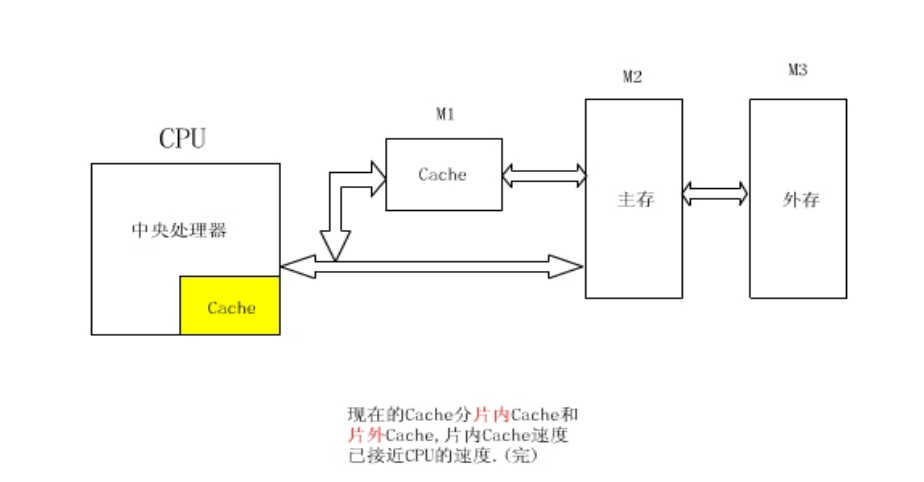 M3
M2
M1
CPU
Cache
主存
外存
中央处理器
Cache
现在的Cache分片内Cache和
片外Cache,片内Cache速度
已接近CPU的速度.(完)